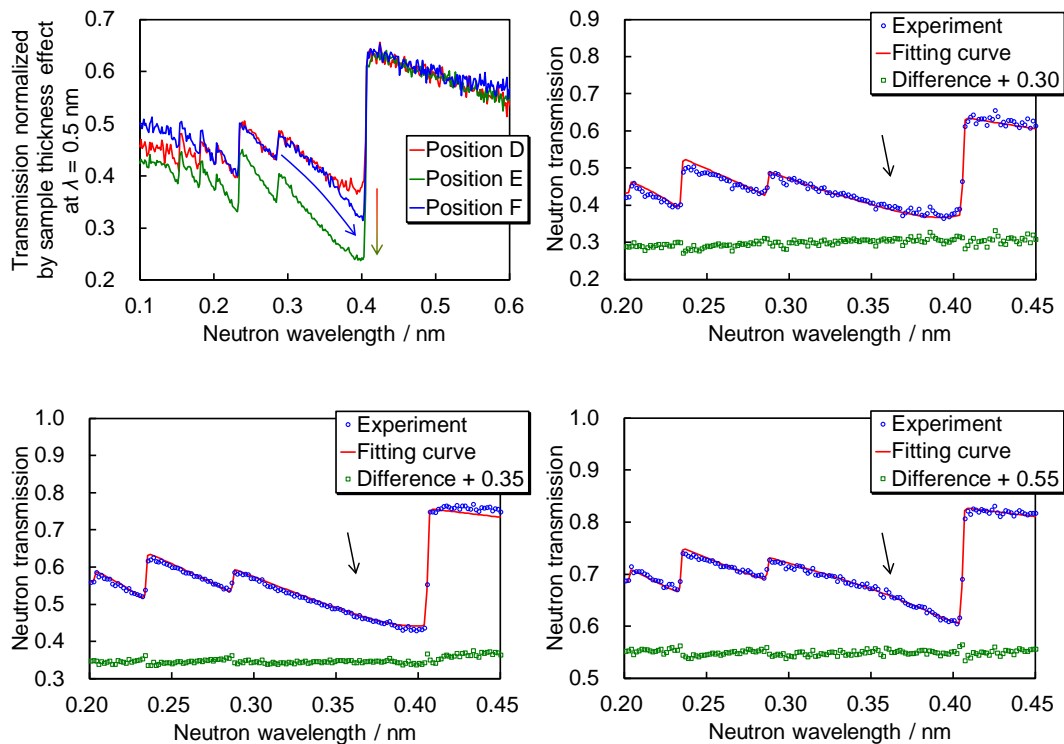 Transmission normalized
by sample thickness effect
at λ = 0.5 nm
0.7
0.6
0.5
0.4
0.3
0.2
0.1 0.2 0.3 0.4 0.5 0.6
Neutron wavelength / nm
Position D
Position E
Position F
Neutron transmission
0.8
0.7
0.6
0.5
0.4
0.3
0.2
0.20 0.25 0.30 0.35 0.40 0.45
Neutron wavelength / nm
Experiment
Fitting curve
Difference + 0.30
Neutron transmission
1.0
0.9
0.8
0.7
0.6
0.5
0.4
0.3
0.20 0.25 0.30 0.35 0.40 0.45
Neutron wavelength / nm
Experiment
Fitting curve
Difference + 0.35
Neutron transmission
1.0
0.9
0.8
0.7
0.6
0.5
0.20 0.25 0.30 0.35 0.40 0.45
Neutron wavelength / nm
Experiment
Fitting curve
Difference + 0.55